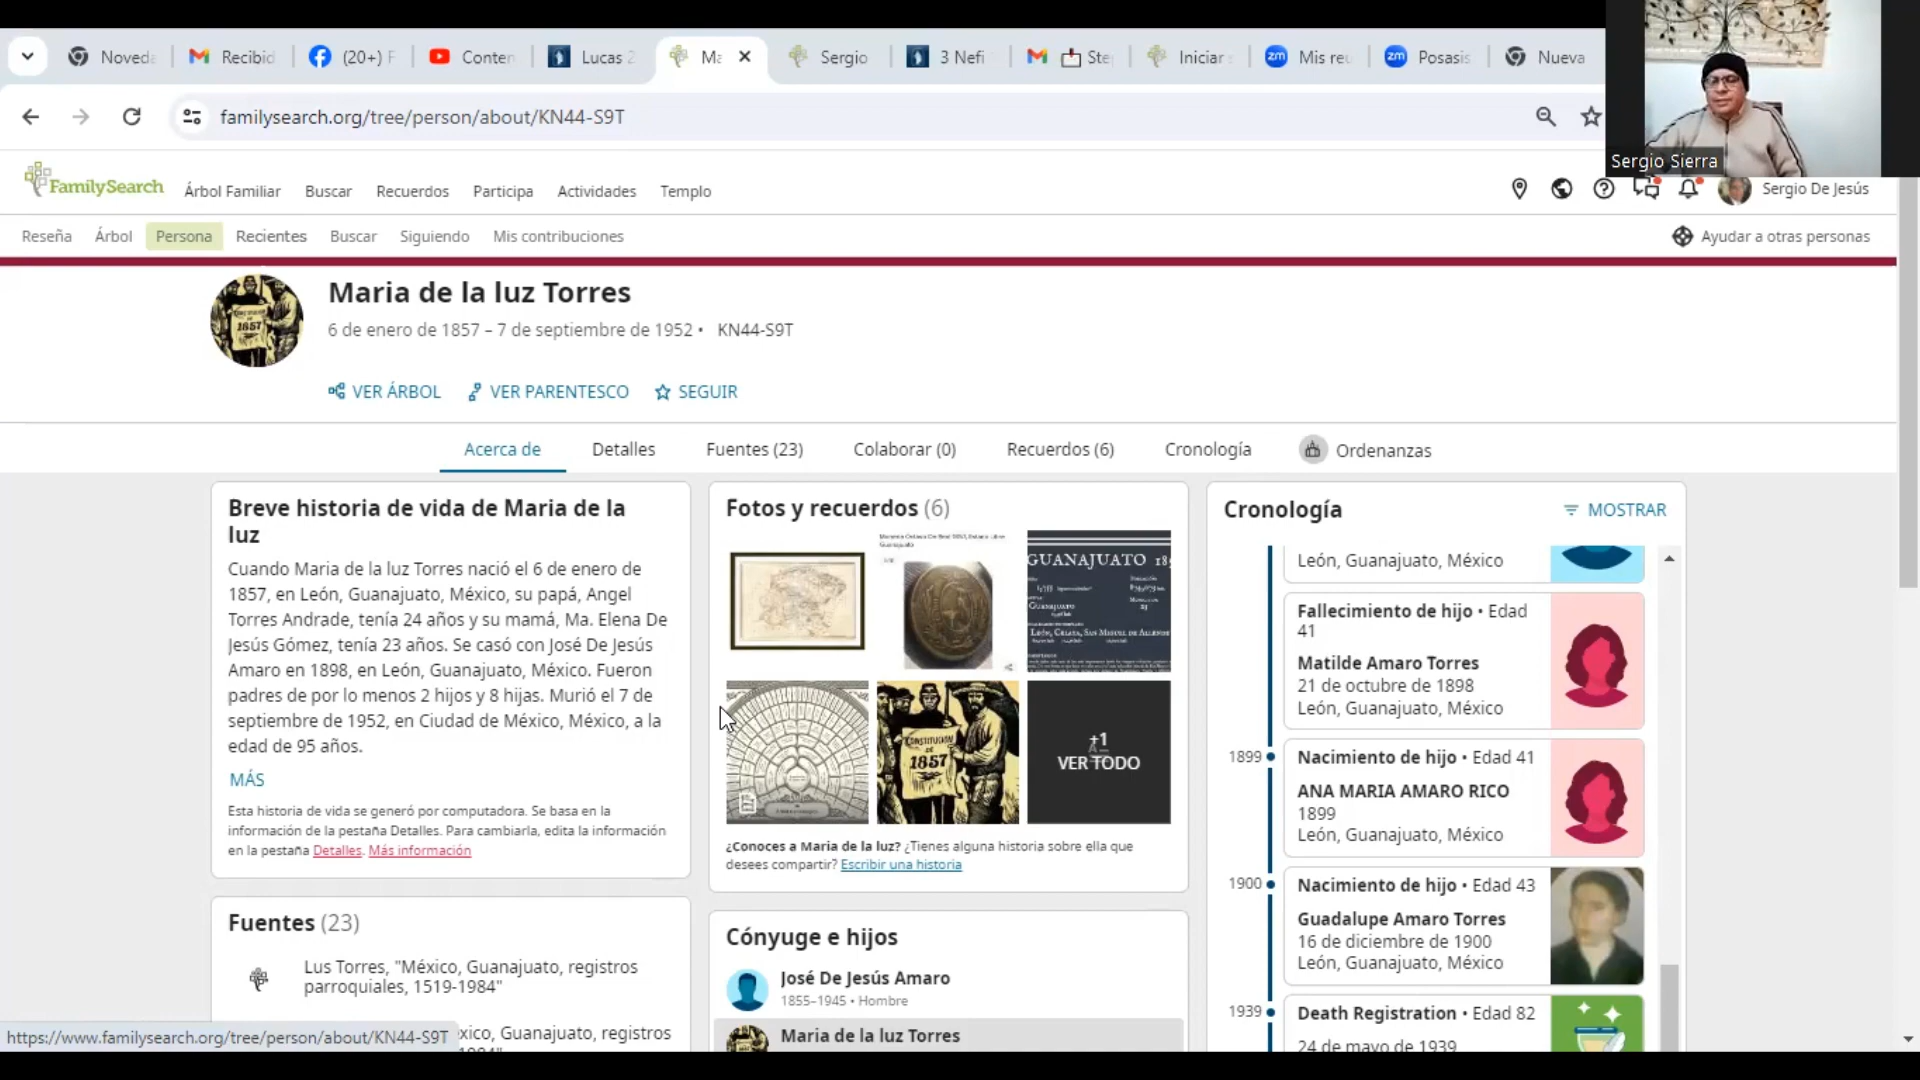 Noveda
Recibid
(20+) F
Conten
Lucas 2
Ma
Sergio
3 Nefi
Ste
Iniciar s
zm
Mis reu
zm
Posasis
Nueva
familysearch.org/tree/person/about/KN44-S9T
Sergio Sierra
FamilySearch
Árbol Familiar
Buscar
Recuerdos
Participa
Actividades
Templo
Sergio De Jesús
Reseña
Árbol
Persona
Recientes
Buscar
Siguiendo
Mis contribuciones
Ayudar a otras personas
Maria de la luz Torres
6 de enero de 1857 – 7 de septiembre de 1952 • KN44-S9T
VER ÁRBOL
VER PARENTESCO
SEGUIR
Acerca de
Detalles
Fuentes (23)
Colaborar (0)
Recuerdos (6)
Cronología
Ordenanzas
Breve historia de vida de Maria de la
luz
Cuando Maria de la luz Torres nació el 6 de enero de
1857, en León, Guanajuato, México, su papá, Angel
Torres Andrade, tenía 24 años y su mamá, Ma. Elena De
Jesús Gómez, tenía 23 años. Se casó con José De Jesús
Amaro en 1898, en León, Guanajuato, México. Fueron
padres de por lo menos 2 hijos y 8 hijas. Murió el 7 de
septiembre de 1952, en Ciudad de México, México, a la
edad de 95 años.
MÁS
Esta historia de vida se generó por computadora. Se basa en la
información de la pestaña Detalles. Para cambiarla, edita la información
en la pestaña Detalles. Más información
Fuentes (23)
Lus Torres, "México, Guanajuato, registros
parroquiales, 1519-1984"
xico, Guanajuato, registros
https://www.familysearch.org/tree/person/about/KN44-S9T
Fotos y recuerdos (6)
GUANAJUATO 18
Guanajuato
León, Celaya, San Miguel de Allende
CONSTITUCION
DE
1857
+1
VER TODO
¿Conoces a Maria de la luz? ¿Tienes alguna historia sobre ella que
desees compartir? Escribir una historia
Cónyuge e hijos
José De Jesús Amaro
1855–1945 • Hombre
Maria de la luz Torres
Cronología
MOSTRAR
León, Guanajuato, México
Fallecimiento de hijo • Edad
41
Matilde Amaro Torres
21 de octubre de 1898
León, Guanajuato, México
1899
Nacimiento de hijo • Edad 41
ANA MARIA AMARO RICO
1899
León, Guanajuato, México
1900
Nacimiento de hijo • Edad 43
Guadalupe Amaro Torres
16 de diciembre de 1900
León, Guanajuato, México
1939
Death Registration • Edad 82
24 de mayo de 1939